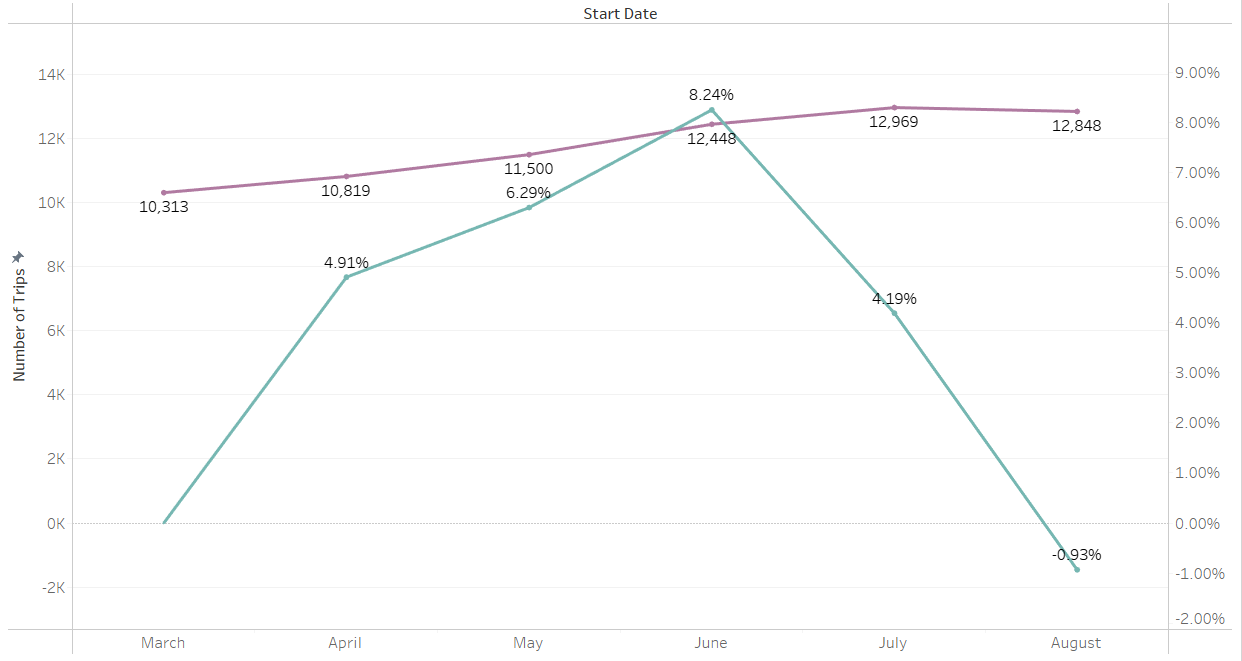 Start Date
14K
12K
10K
8K
6K
4K
2K
0K
-2K
Number of Trips
9.00%
8.00%
7.00%
6.00%
5.00%
4.00%
3.00%
2.00%
1.00%
0.00%
-1.00%
-2.00%
10,313
10,819
11,500
12,448
12,969
12,848
4.91%
6.29%
8.24%
4.19%
-0.93%
March
April
May
June
July
August